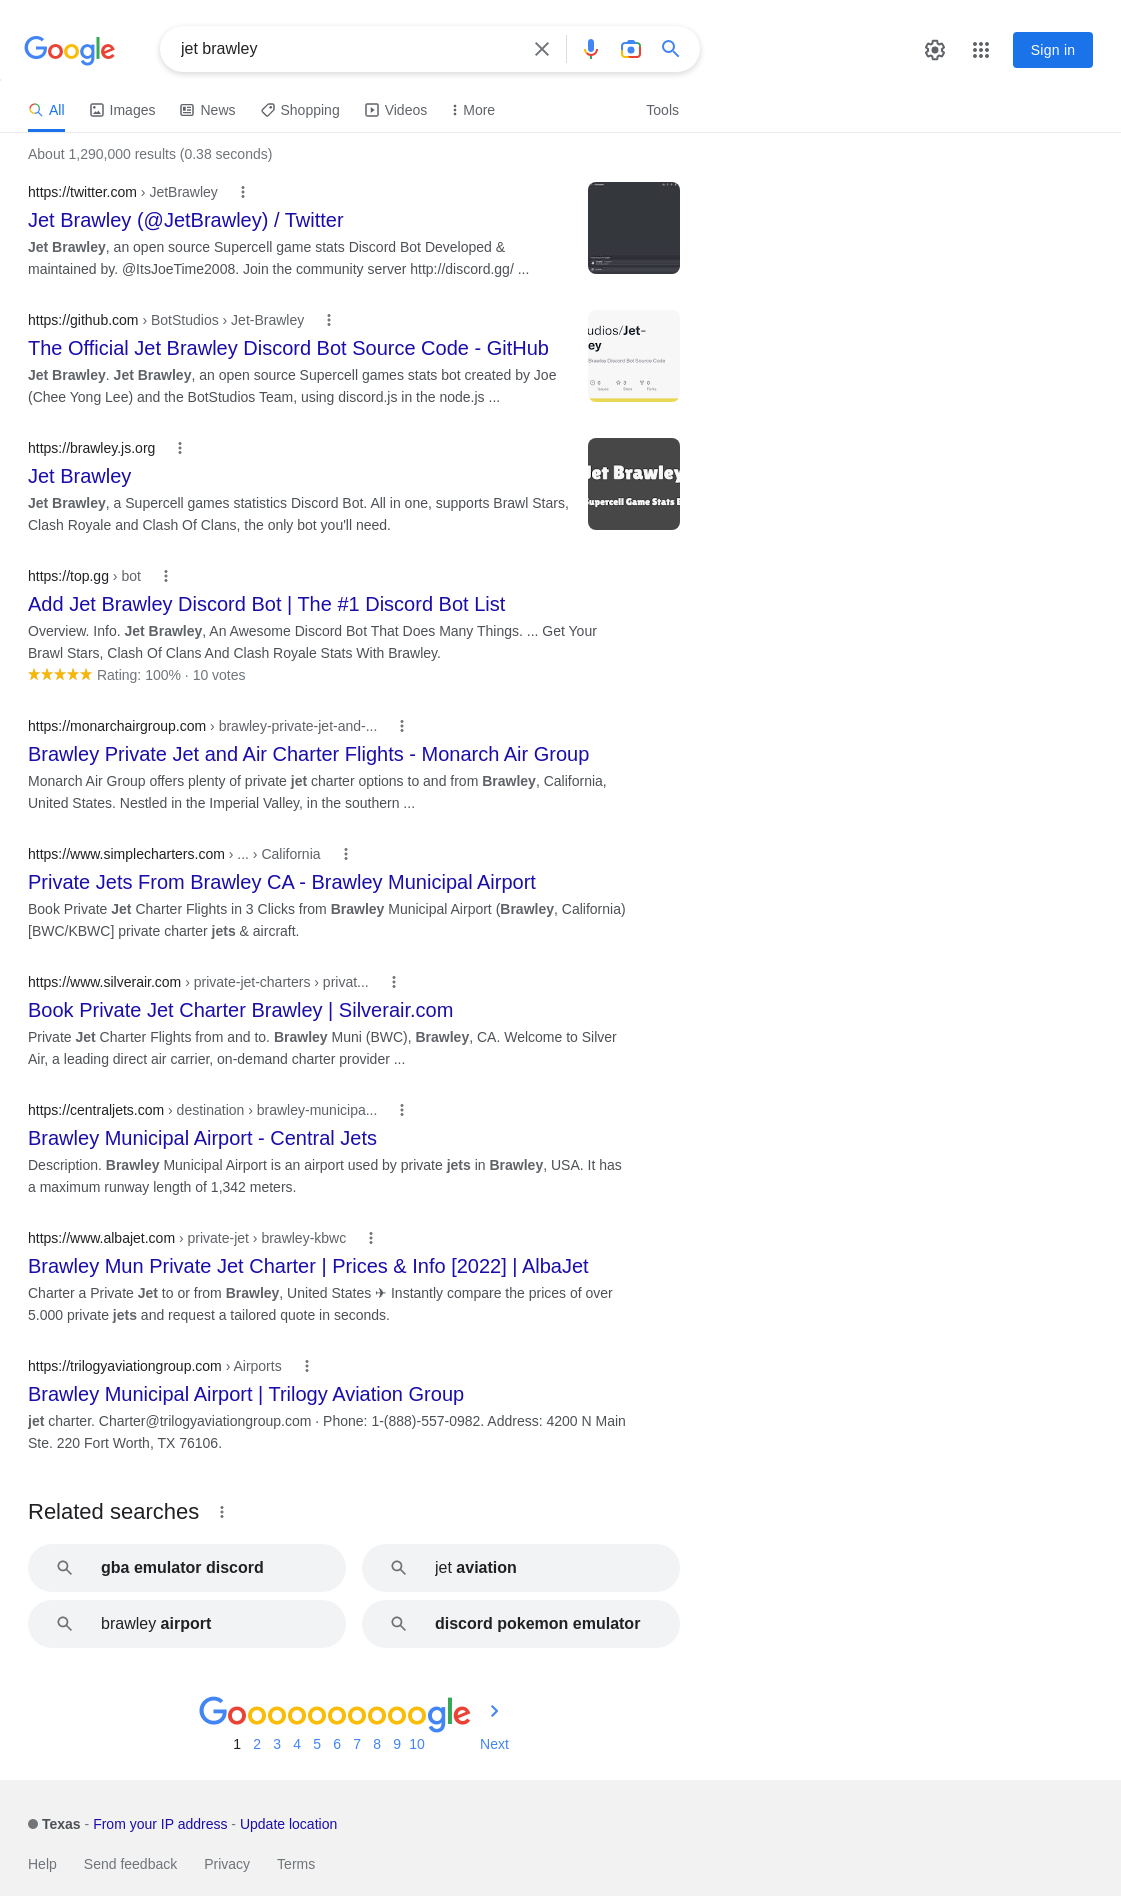 Google
jet brawley
Sign in
All
Images
News
Shopping
Videos
More
Tools
About 1,290,000 results (0.38 seconds)
https://twitter.com › JetBrawley
Jet Brawley (@JetBrawley) / Twitter
Jet Brawley, an open source Supercell game stats Discord Bot Developed &
maintained by. @ItsJoeTime2008. Join the community server http://discord.gg/ ...
https://github.com › BotStudios › Jet-Brawley
udios/Jet-
ey
Brawley Discord Bot Source Code
The Official Jet Brawley Discord Bot Source Code - GitHub
Jet Brawley. Jet Brawley, an open source Supercell games stats bot created by Joe
(Chee Yong Lee) and the BotStudios Team, using discord.js in the node.js ...
https://brawley.js.org
Jet Brawley
Supercell Game Stats
Jet Brawley
Jet Brawley, a Supercell games statistics Discord Bot. All in one, supports Brawl Stars,
Clash Royale and Clash Of Clans, the only bot you'll need.
https://top.gg › bot
Add Jet Brawley Discord Bot | The #1 Discord Bot List
Overview. Info. Jet Brawley, An Awesome Discord Bot That Does Many Things. ... Get Your
Brawl Stars, Clash Of Clans And Clash Royale Stats With Brawley.
Rating: 100% · 10 votes
https://monarchairgroup.com › brawley-private-jet-and-...
Brawley Private Jet and Air Charter Flights - Monarch Air Group
Monarch Air Group offers plenty of private jet charter options to and from Brawley, California,
United States. Nestled in the Imperial Valley, in the southern ...
https://www.simplecharters.com › ... › California
Private Jets From Brawley CA - Brawley Municipal Airport
Book Private Jet Charter Flights in 3 Clicks from Brawley Municipal Airport (Brawley, California)
[BWC/KBWC] private charter jets & aircraft.
https://www.silverair.com › private-jet-charters › privat...
Book Private Jet Charter Brawley | Silverair.com
Private Jet Charter Flights from and to. Brawley Muni (BWC), Brawley, CA. Welcome to Silver
Air, a leading direct air carrier, on-demand charter provider ...
https://centraljets.com › destination › brawley-municipa...
Brawley Municipal Airport - Central Jets
Description. Brawley Municipal Airport is an airport used by private jets in Brawley, USA. It has
a maximum runway length of 1,342 meters.
https://www.albajet.com › private-jet › brawley-kbwc
Brawley Mun Private Jet Charter | Prices & Info [2022] | AlbaJet
Charter a Private Jet to or from Brawley, United States ✈ Instantly compare the prices of over
5.000 private jets and request a tailored quote in seconds.
https://trilogyaviationgroup.com › Airports
Brawley Municipal Airport | Trilogy Aviation Group
jet charter. Charter@trilogyaviationgroup.com · Phone: 1-(888)-557-0982. Address: 4200 N Main
Ste. 220 Fort Worth, TX 76106.
Related searches
gba emulator discord
jet aviation
brawley airport
discord pokemon emulator
Goooooooooogle
1 2 3 4 5 6 7 8 9 10 Next
Texas - From your IP address - Update location
Help Send feedback Privacy Terms